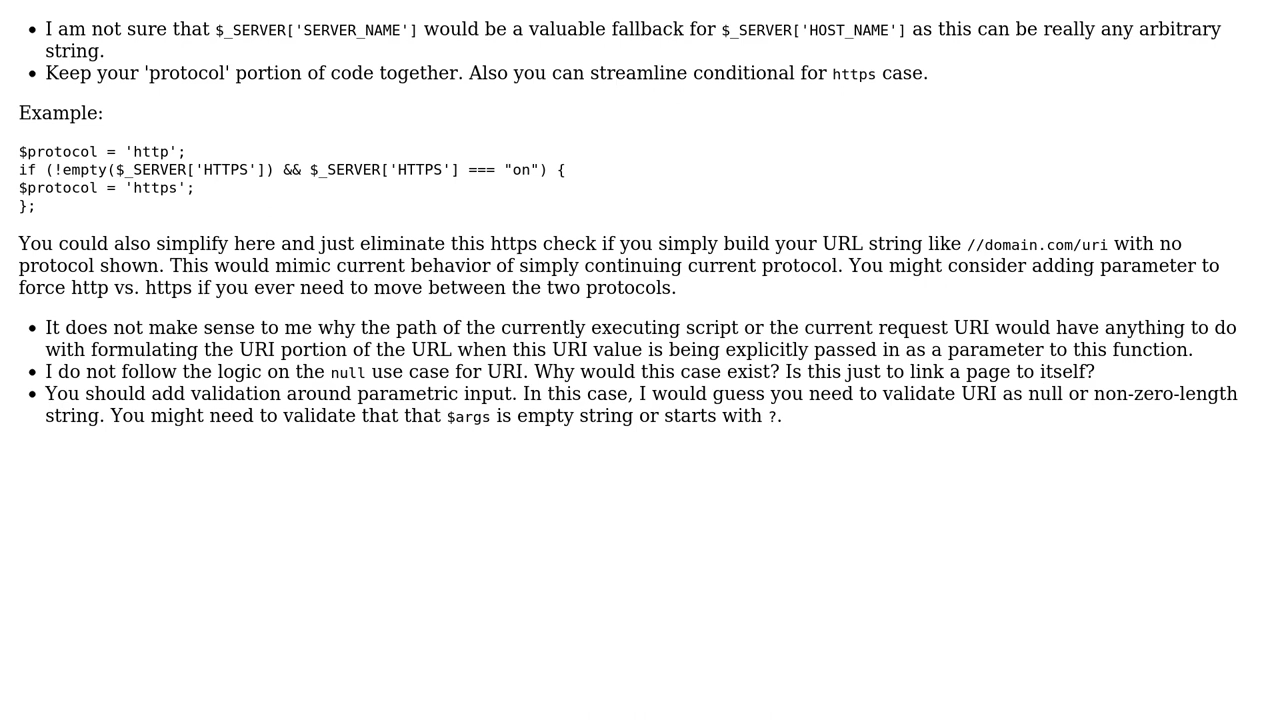 • I am not sure that $_SERVER['SERVER_NAME'] would be a valuable fallback for $_SERVER['HOST_NAME'] as this can be really any arbitrary
string.
• Keep your 'protocol' portion of code together. Also you can streamline conditional for https case.
Example:
$protocol = 'http';
if (!empty($_SERVER['HTTPS']) && $_SERVER['HTTPS'] === "on") {
$protocol = 'https';
};
You could also simplify here and just eliminate this https check if you simply build your URL string like //domain.com/uri with no
protocol shown. This would mimic current behavior of simply continuing current protocol. You might consider adding parameter to
force http vs. https if you ever need to move between the two protocols.
• It does not make sense to me why the path of the currently executing script or the current request URI would have anything to do
with formulating the URI portion of the URL when this URI value is being explicitly passed in as a parameter to this function.
• I do not follow the logic on the null use case for URI. Why would this case exist? Is this just to link a page to itself?
• You should add validation around parametric input. In this case, I would guess you need to validate URI as null or non-zero-length
string. You might need to validate that that $args is empty string or starts with ?.